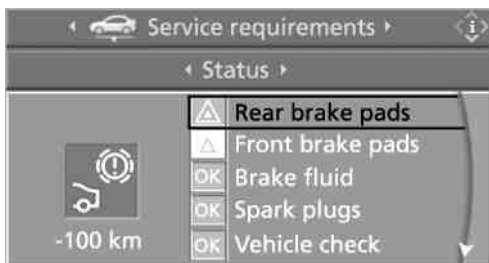 Service requirements
i
Status
Rear brake pads
Front brake pads
OK Brake fluid
OK Spark plugs
OK Vehicle check
-100 km